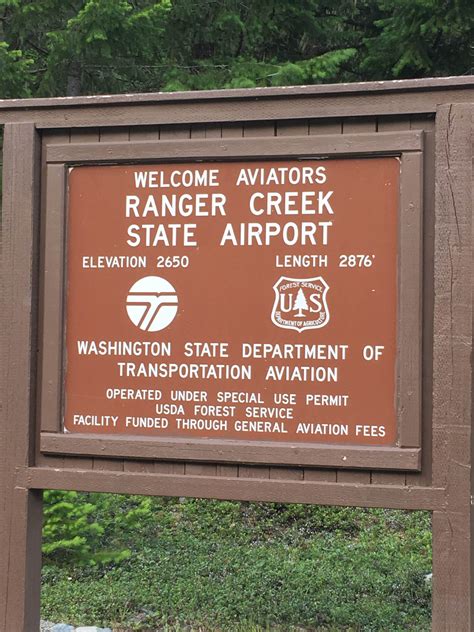 WELCOME AVIATORS
RANGER CREEK
STATE AIRPORT
ELEVATION 2650 LENGTH 2876'
FOREST SERVICE
U S
DEPARTMENT OF AGRICULTURE
WASHINGTON STATE DEPARTMENT OF
TRANSPORTATION AVIATION
OPERATED UNDER SPECIAL USE PERMIT
USDA FOREST SERVICE
FACILITY FUNDED THROUGH GENERAL AVIATION FEES